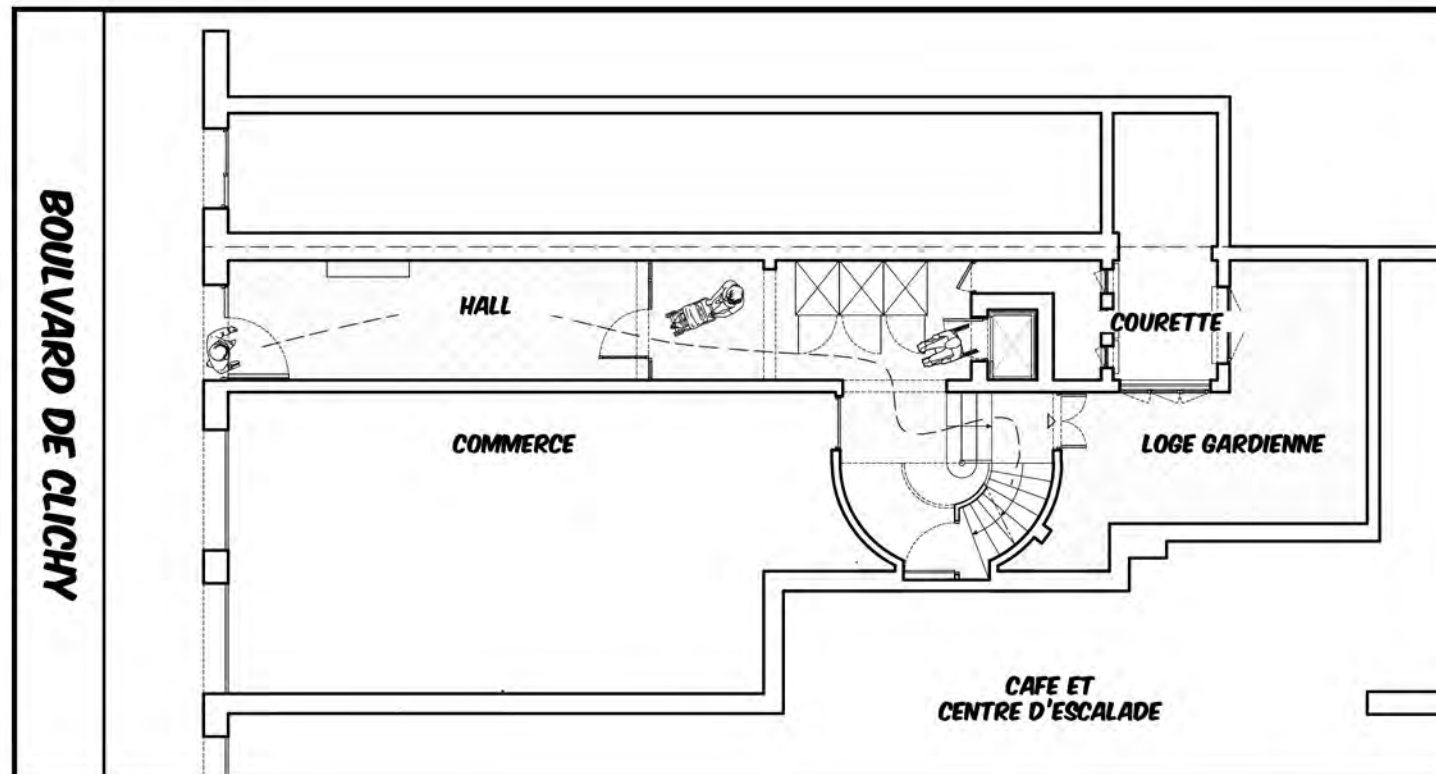 BOULVARD DE CLICHY
HALL
COURETTE
COMMERCE
LOGE GARDIENNE
CAFE ET
CENTRE D'ESCALADE